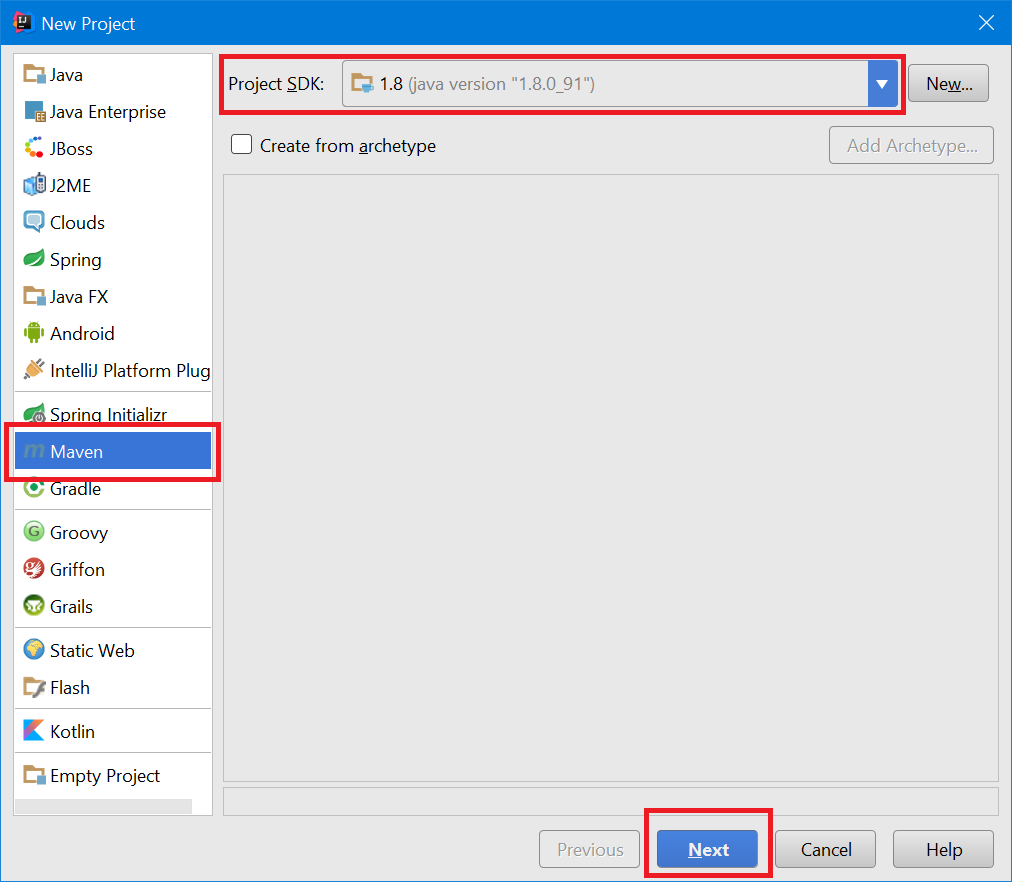 New Project
Java
Java Enterprise
JBoss
J2ME
Clouds
Spring
Java FX
Android
IntelliJ Platform Plug
Spring Initializr
Maven
Gradle
Groovy
Griffon
Grails
Static Web
Flash
Kotlin
Empty Project
Project SDK: 1.8 (java version "1.8.0_91") New...
Create from archetype Add Archetype...
Previous Next Cancel Help